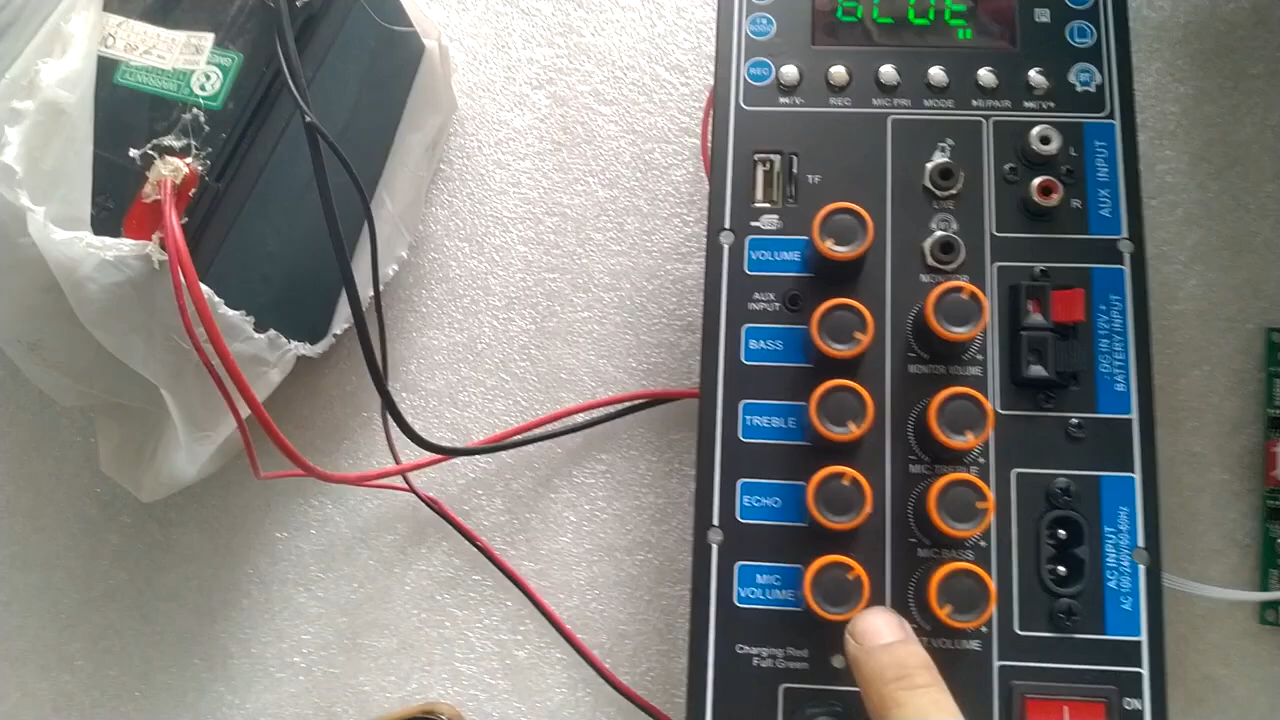 BLUE
REC
REC
MIC PRI
MODE
TF
L
R
AUX INPUT
VOLUME
MONITOR
AUX
INPUT
BASS
MONITOR VOLUME
DC IN 12V +
BATTERY INPUT
TREBLE
MIC TREBLE
ECHO
MIC BASS
AC INPUT
AC 100-240V/50-60Hz
MIC
VOLUME
VOLUME
Charging Red
Full Green
ON
WARRANTY